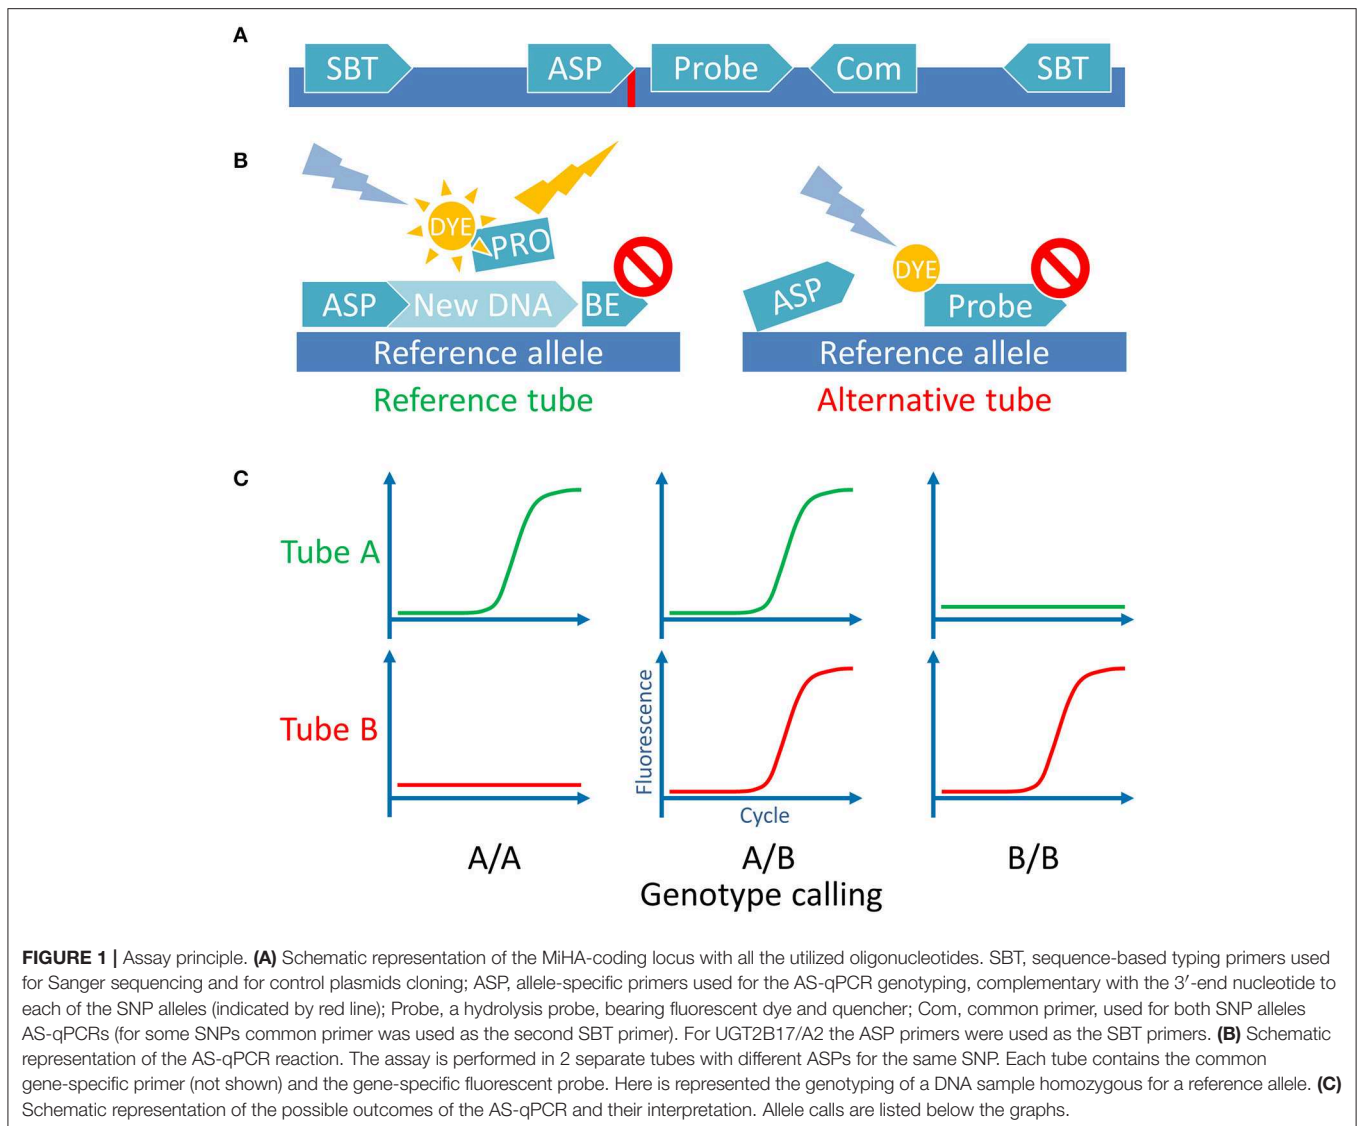 A
SBT
ASP
Probe
Com
SBT
B
DYE
PRO
ASP
New DNA
BE
Reference allele
Reference tube
DYE
ASP
Probe
Reference allele
Alternative tube
C
Tube A
Tube B
Fluorescence
Cycle
A/A
A/B
B/B
Genotype calling
FIGURE 1 | Assay principle. (A) Schematic representation of the MiHA-coding locus with all the utilized oligonucleotides. SBT, sequence-based typing primers used
for Sanger sequencing and for control plasmids cloning; ASP, allele-specific primers used for the AS-qPCR genotyping, complementary with the 3′-end nucleotide to
each of the SNP alleles (indicated by red line); Probe, a hydrolysis probe, bearing fluorescent dye and quencher; Com, common primer, used for both SNP alleles
AS-qPCRs (for some SNPs common primer was used as the second SBT primer). For UGT2B17/A2 the ASP primers were used as the SBT primers. (B) Schematic
representation of the AS-qPCR reaction. The assay is performed in 2 separate tubes with different ASPs for the same SNP. Each tube contains the common
gene-specific primer (not shown) and the gene-specific fluorescent probe. Here is represented the genotyping of a DNA sample homozygous for a reference allele. (C)
Schematic representation of the possible outcomes of the AS-qPCR and their interpretation. Allele calls are listed below the graphs.